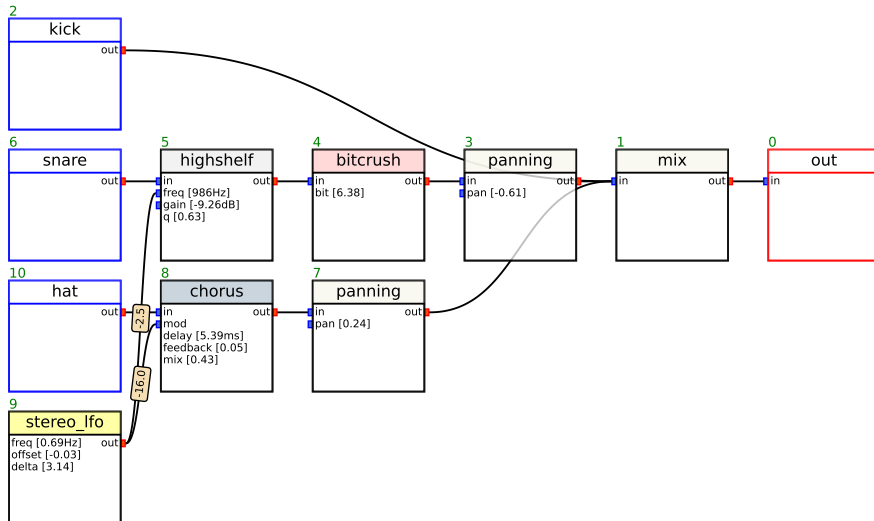 2
kick
out
6
snare
out
5
highshelf
in
out
freq [986Hz]
gain [-9.26dB]
q [0.63]
4
bitcrush
in
out
bit [6.38]
3
panning
in
out
pan [-0.61]
1
mix
in
out
0
out
in
10
hat
out
8
chorus
in
out
mod
delay [5.39ms]
feedback [0.05]
mix [0.43]
7
panning
in
out
pan [0.24]
-2.5
-16.0
9
stereo_lfo
freq [0.69Hz]
out
offset [-0.03]
delta [3.14]